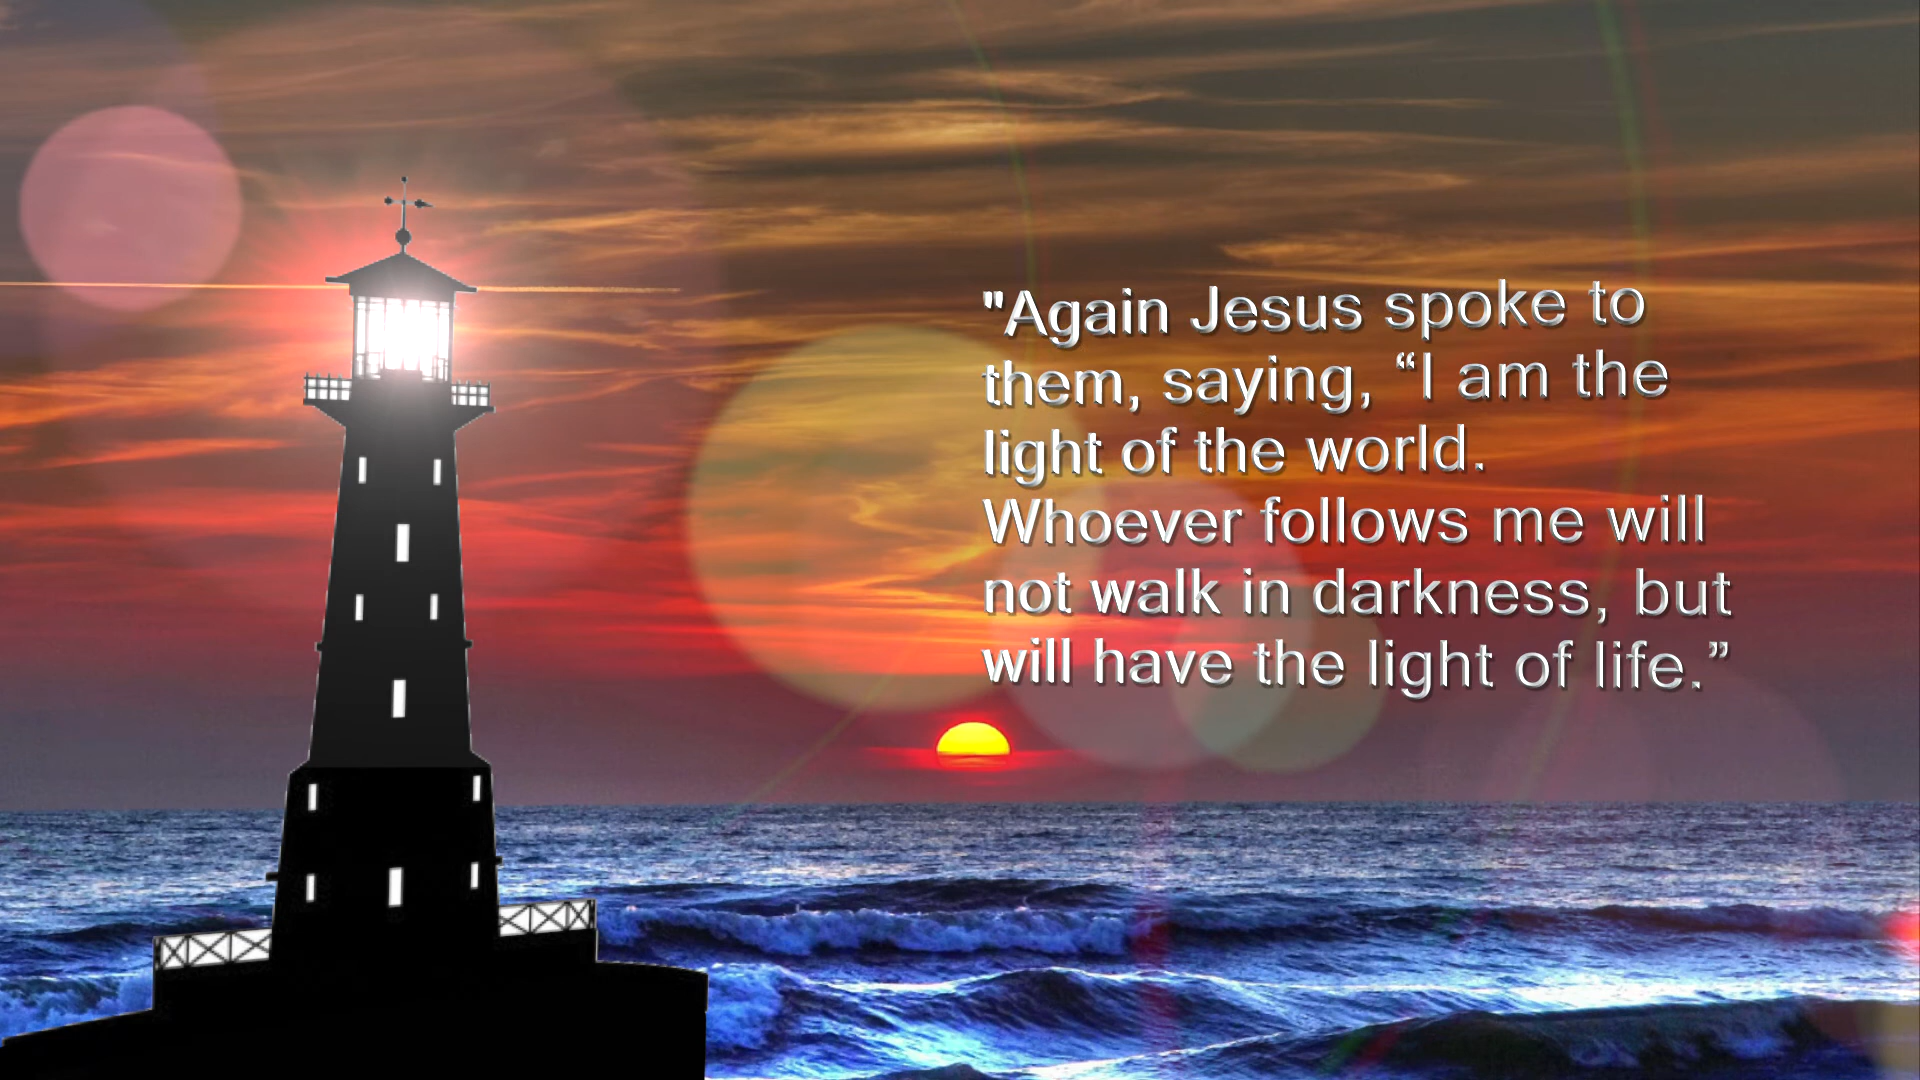 "Again Jesus spoke to
them, saying, “I am the
light of the world.
Whoever follows me will
not walk in darkness, but
will have the light of life.”